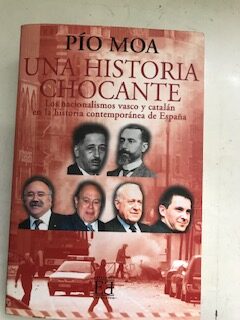 PÍO MOA
UNA HISTORIA
CHOCANTE
Los nacionalismos vasco y catalán
en la historia contemporánea de España